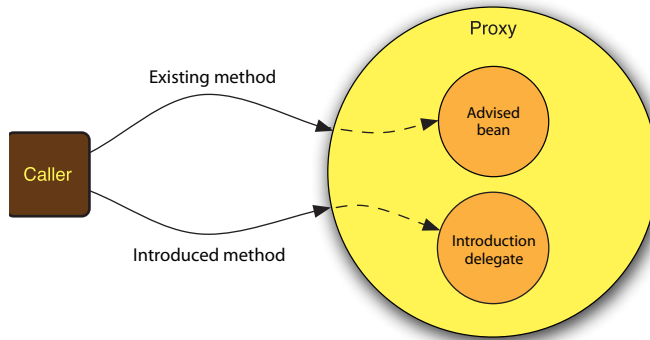 Proxy
Existing method
Advised
bean
Caller
Introduced method
Introduction
delegate